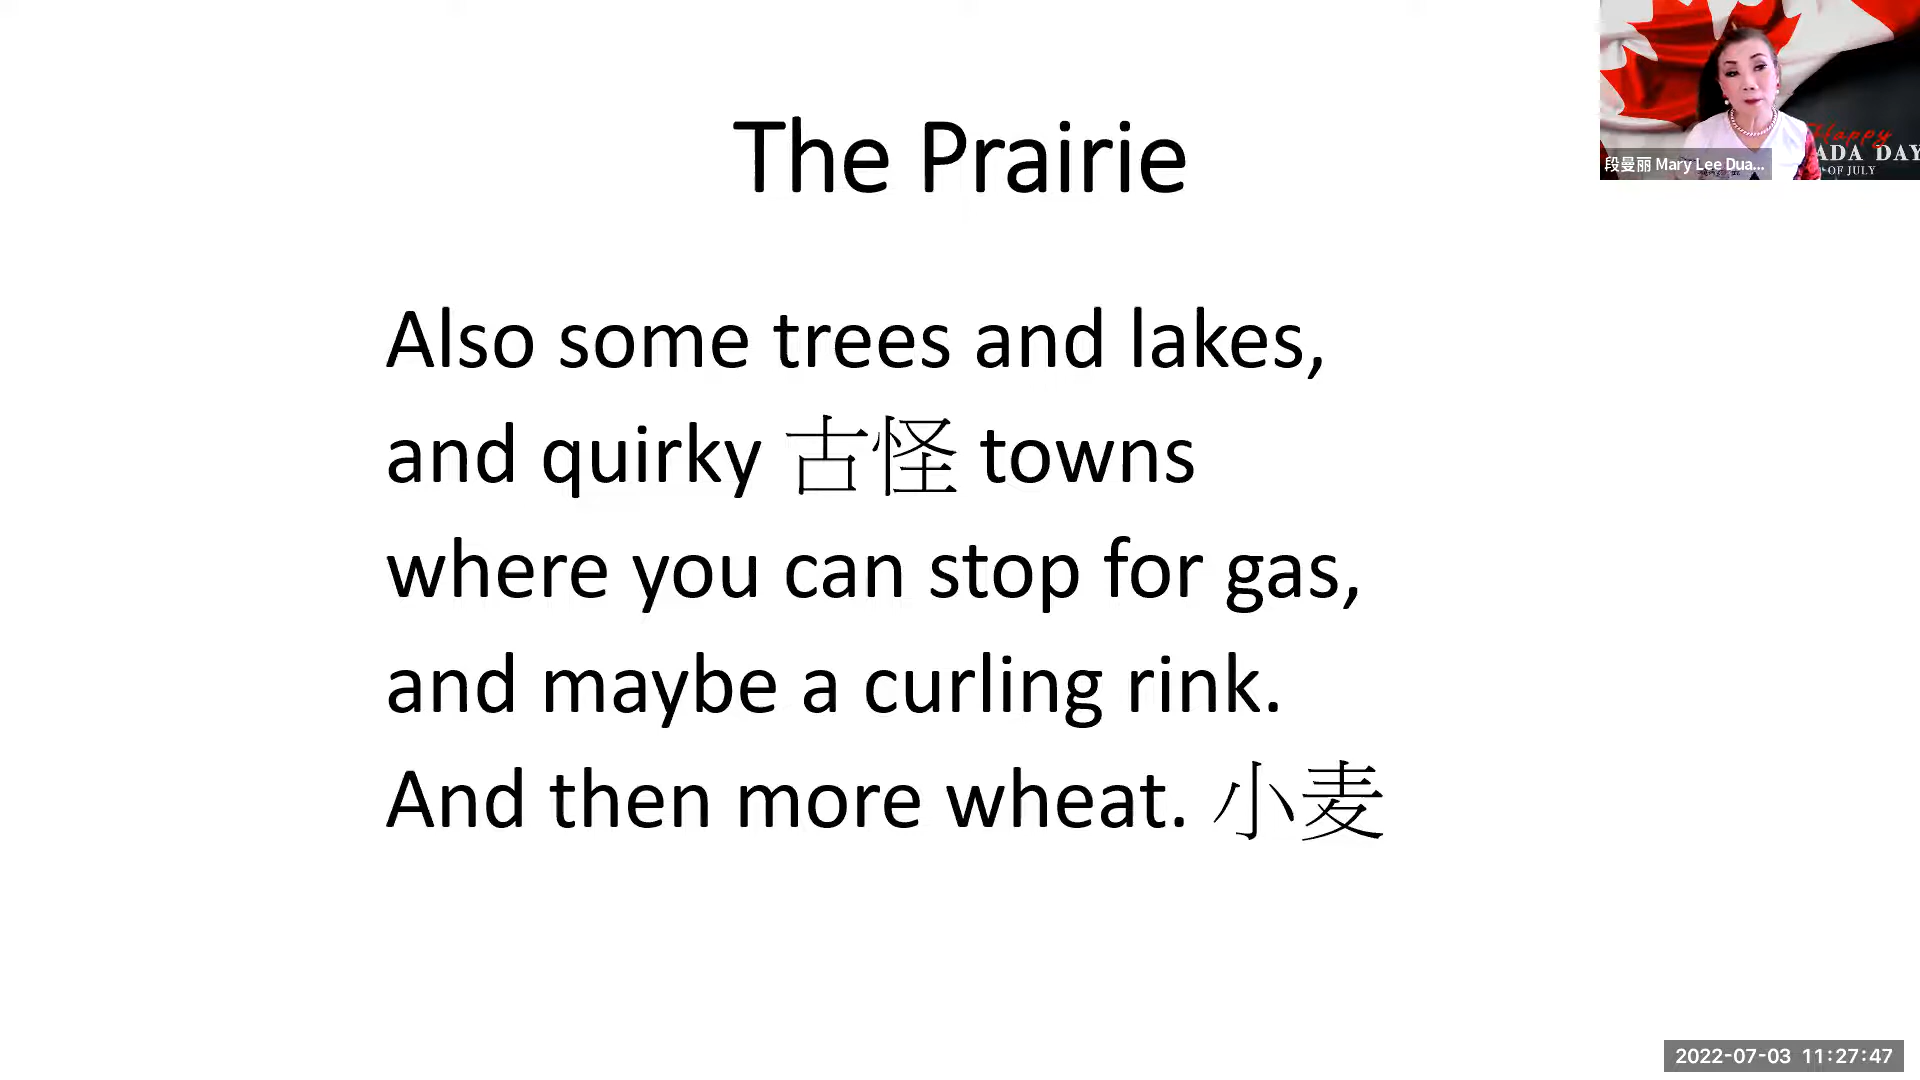 The Prairie
Also some trees and lakes,
and quirky 古怪 towns
where you can stop for gas,
and maybe a curling rink.
And then more wheat. 小麦
Happy
ADA DAY
OF JULY
段曼丽 Mary Lee Dua...
2022-07-03 11:27:47